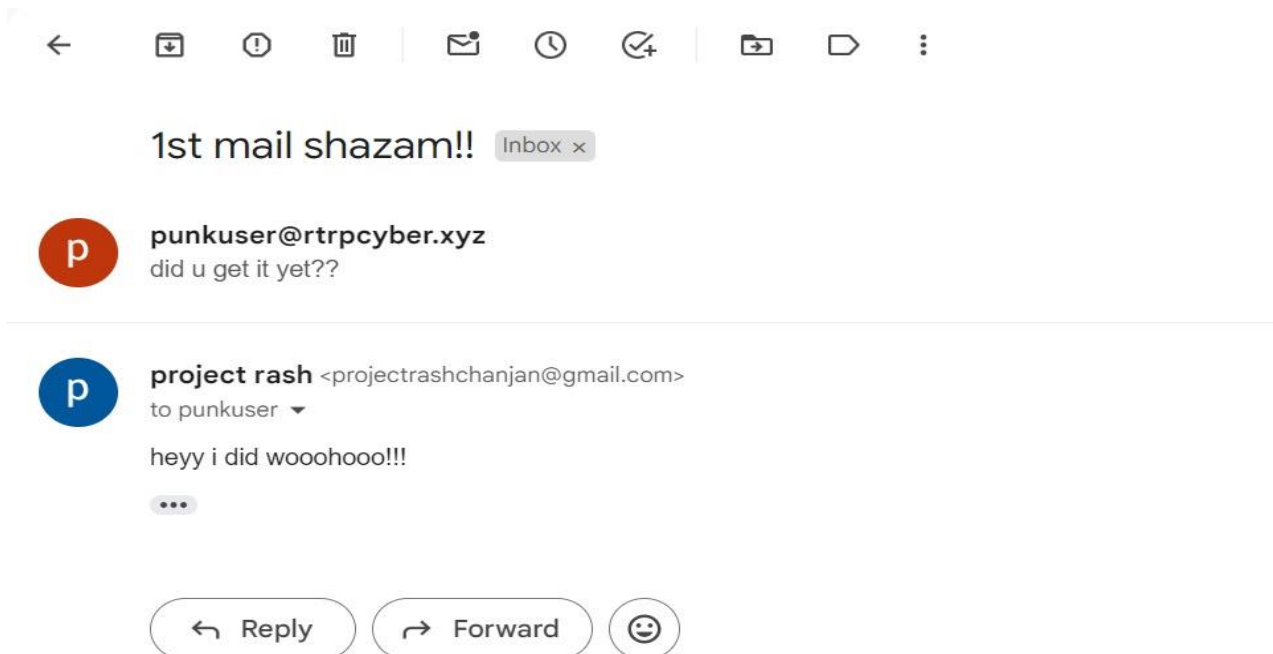 1st mail shazam!! Inbox ×
p
punkuser@rtrpcyber.xyz
did u get it yet??
p
project rash <projectrashchanjan@gmail.com>
to punkuser
heyy i did wooohooo!!!
•••
Reply
Forward